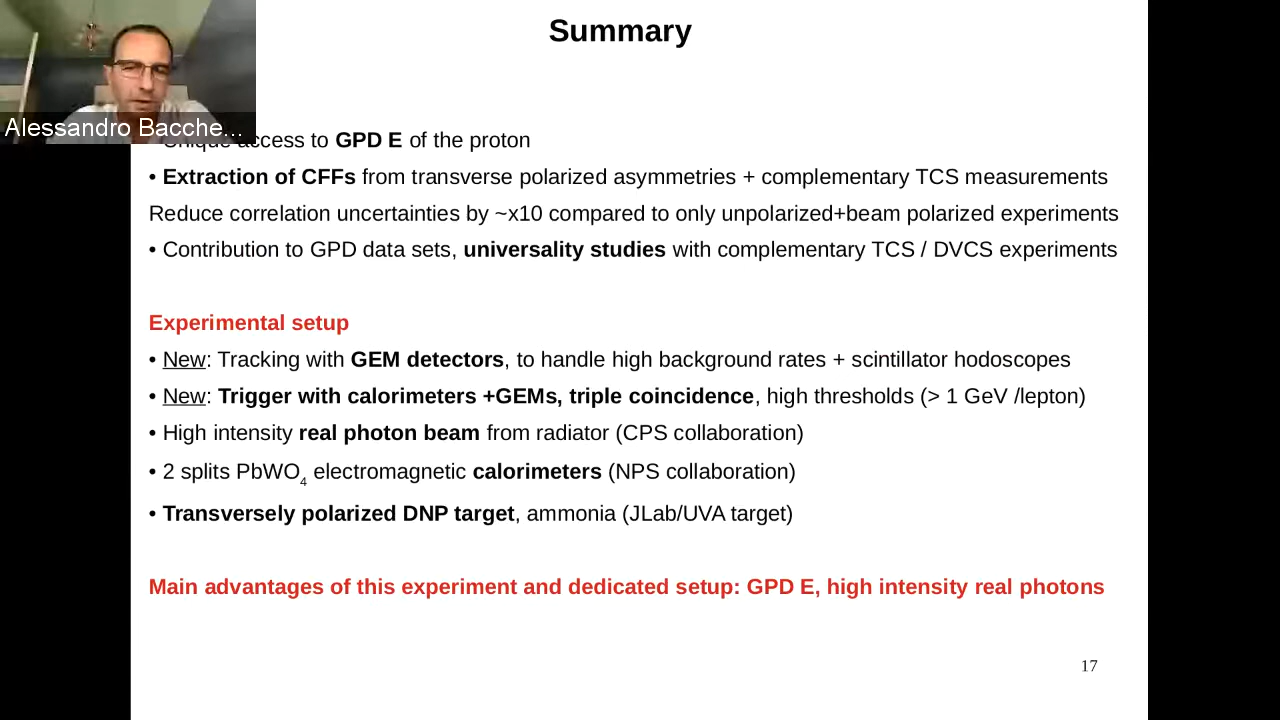 Summary
Alessandro Bacche...
access to GPD E of the proton
• Extraction of CFFs from transverse polarized asymmetries + complementary TCS measurements
Reduce correlation uncertainties by ~x10 compared to only unpolarized+beam polarized experiments
• Contribution to GPD data sets, universality studies with complementary TCS / DVCS experiments
Experimental setup
• New: Tracking with GEM detectors, to handle high background rates + scintillator hodoscopes
• New: Trigger with calorimeters +GEMs, triple coincidence, high thresholds (> 1 GeV /lepton)
• High intensity real photon beam from radiator (CPS collaboration)
• 2 splits PbWO4 electromagnetic calorimeters (NPS collaboration)
• Transversely polarized DNP target, ammonia (JLab/UVA target)
Main advantages of this experiment and dedicated setup: GPD E, high intensity real photons
17